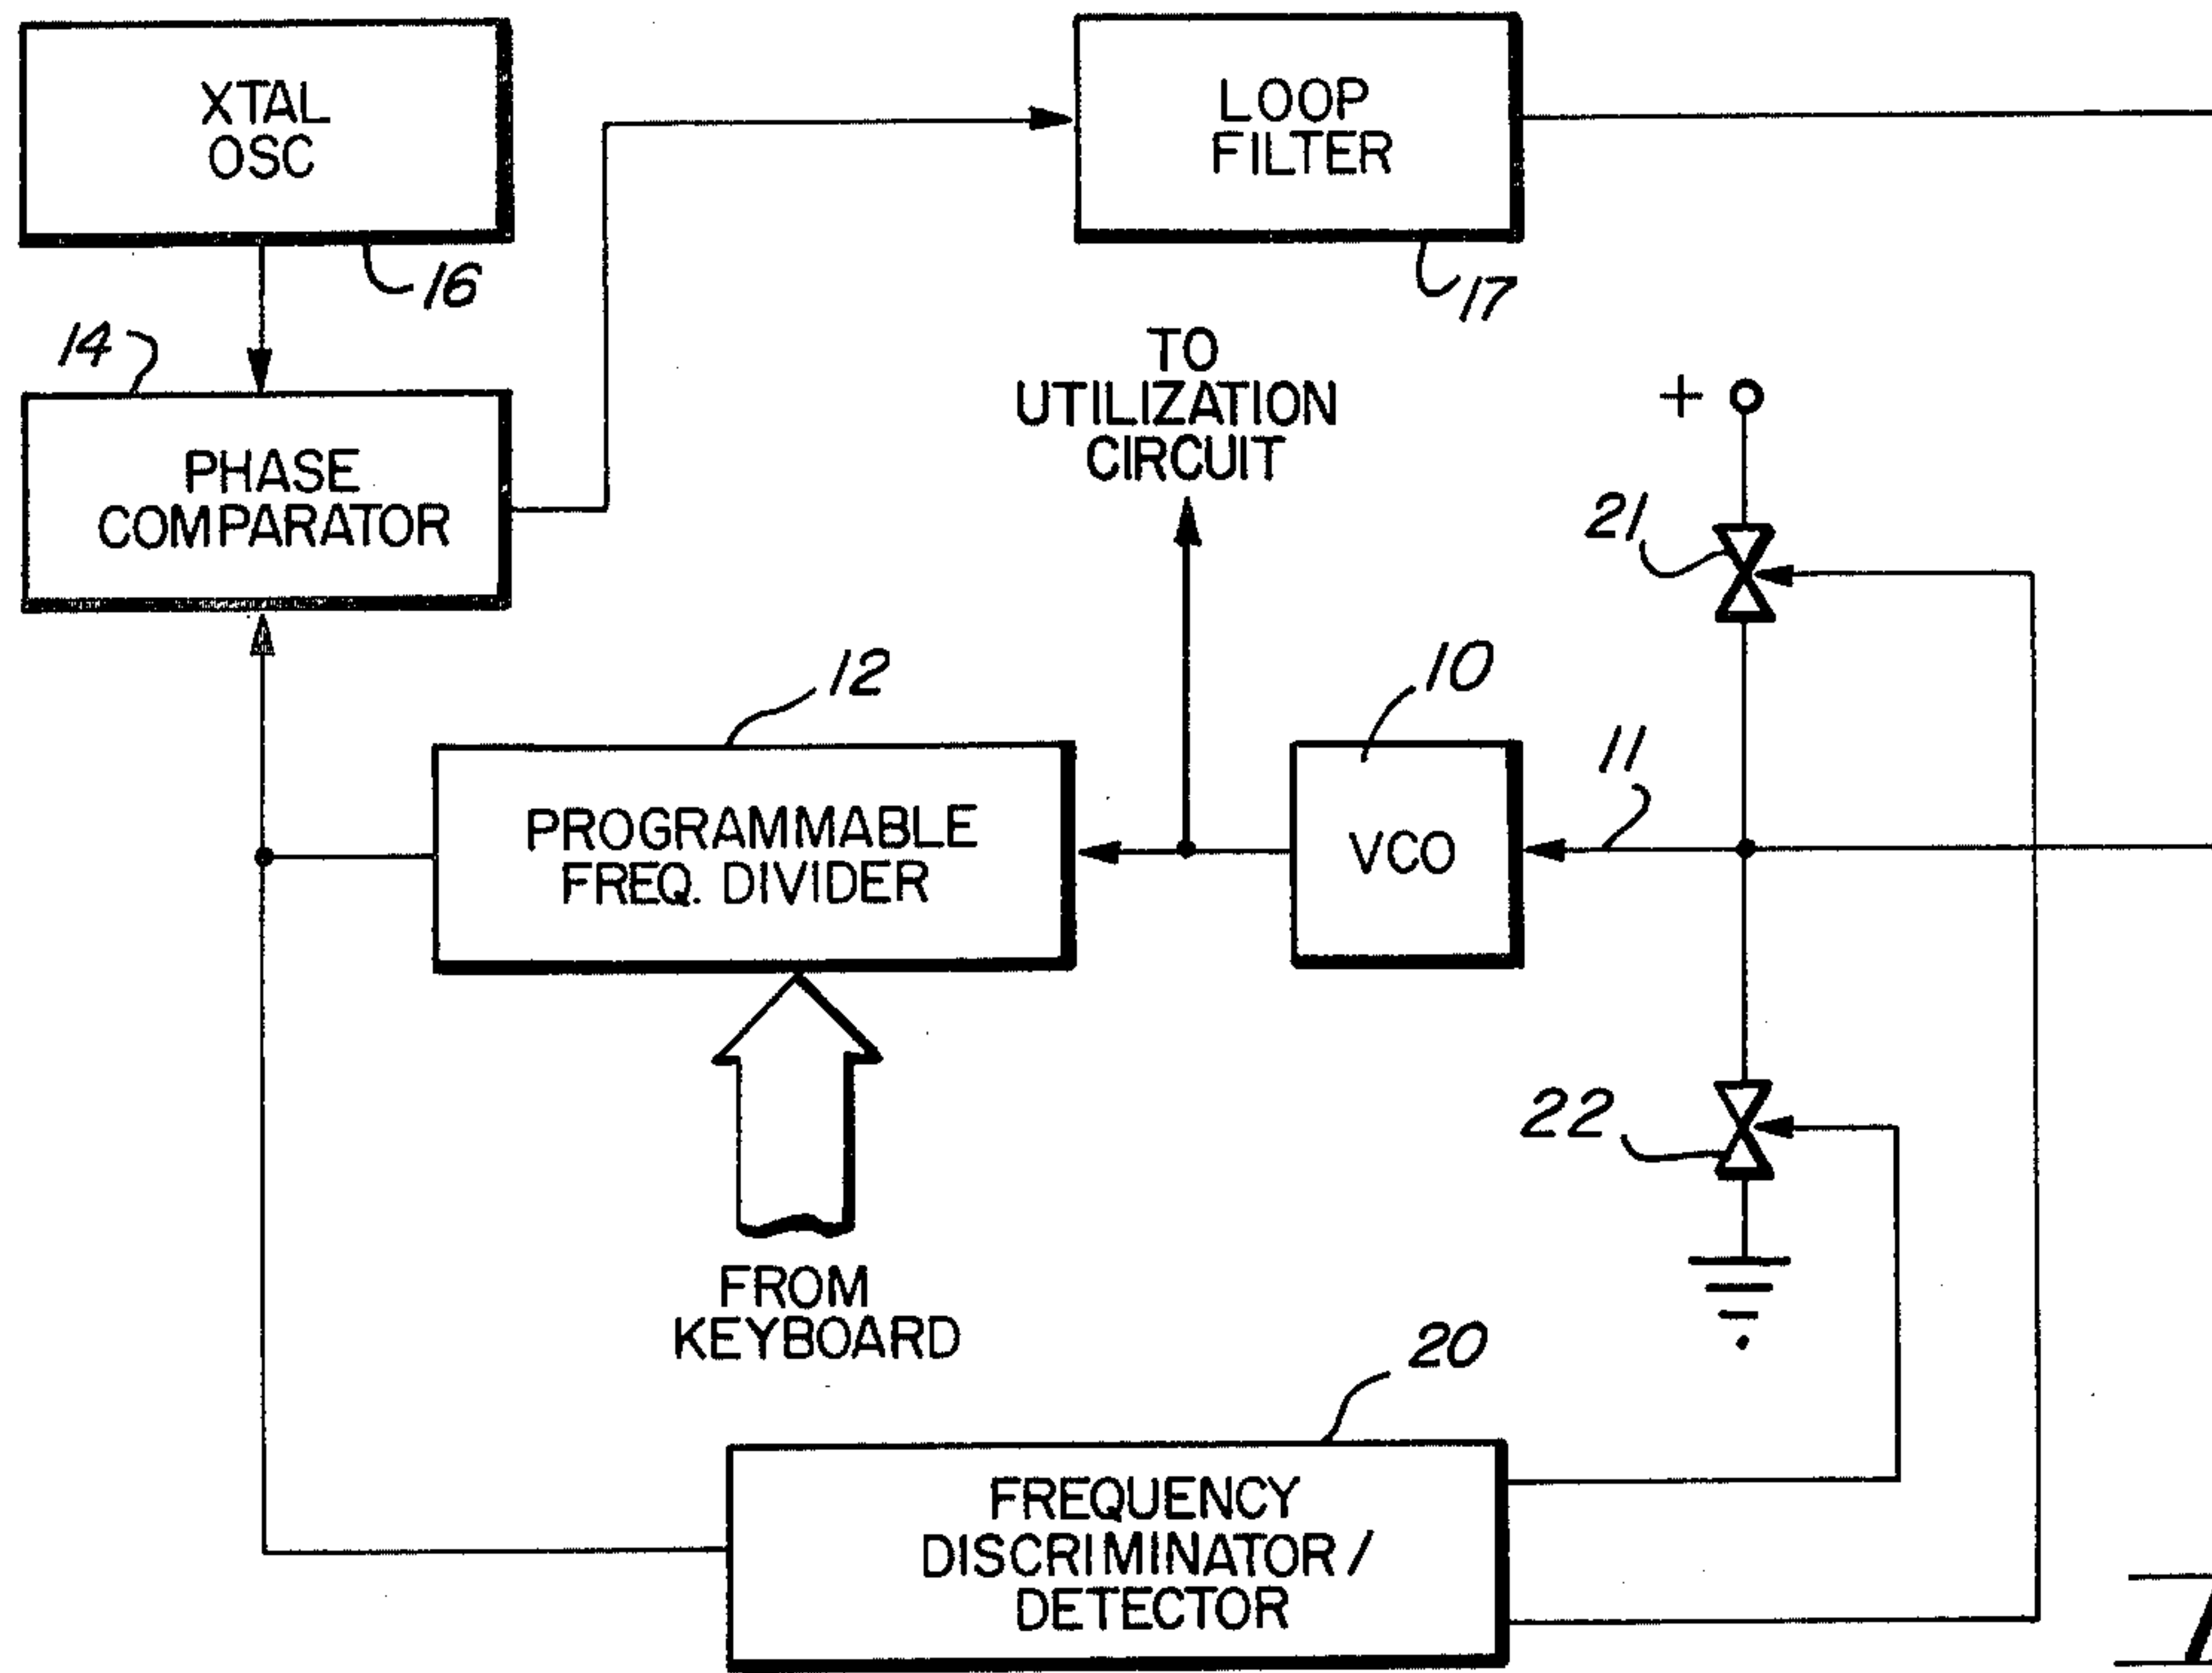 XTAL
OSC
16
LOOP
FILTER
17
14
PHASE
COMPARATOR
TO
UTILIZATION
CIRCUIT
+
21
12
10
11
PROGRAMMABLE
FREQ. DIVIDER
VCO
22
FROM
KEYBOARD
20
FREQUENCY
DISCRIMINATOR/
DETECTOR